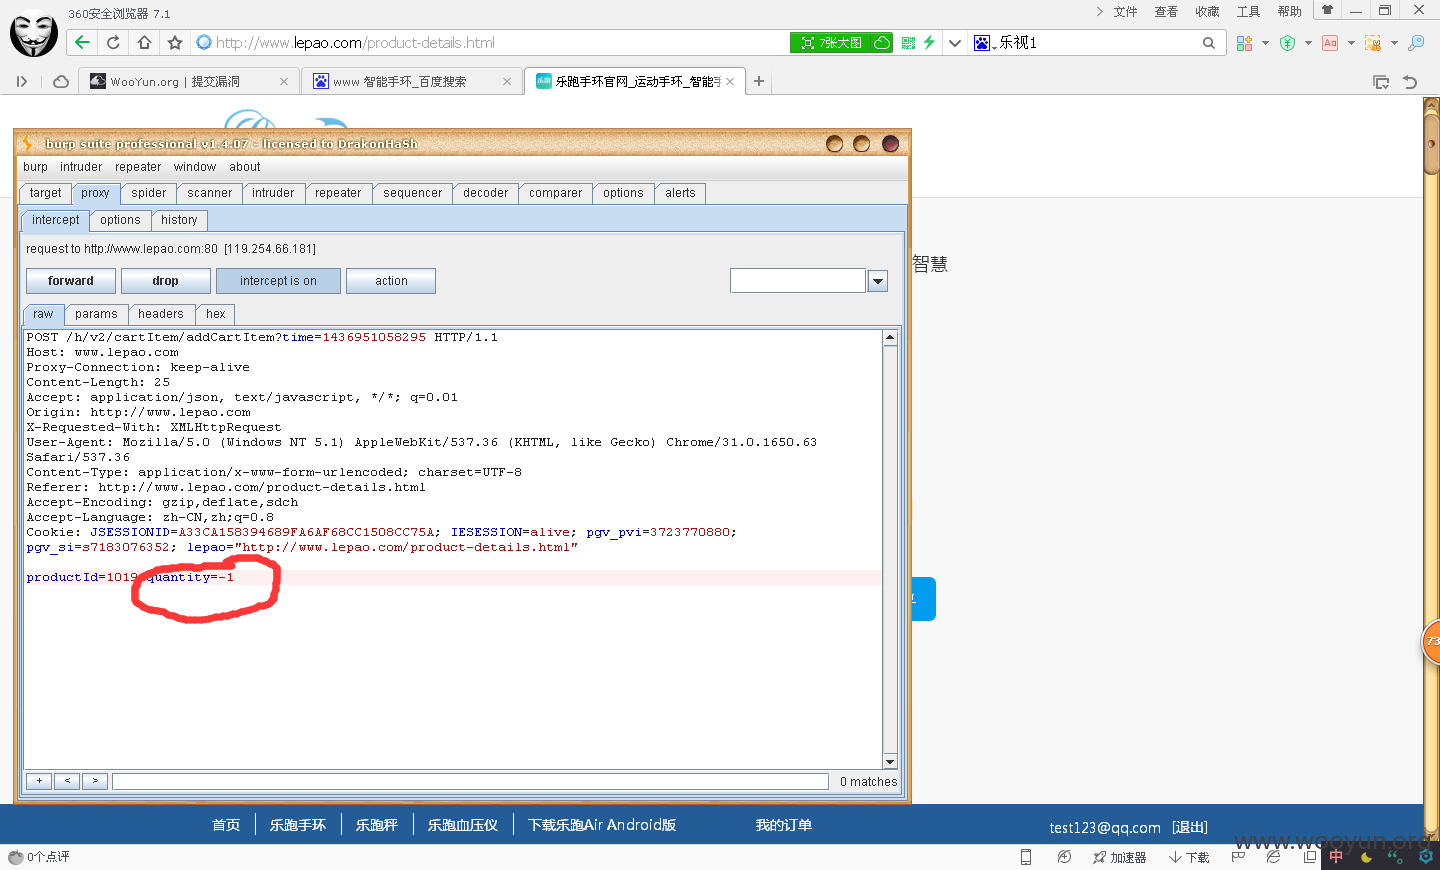 360安全浏览器 7.1
文件 查看 收藏 工具 帮助
http://www.lepao.com/product-details.html
7张大图
乐视1
WooYun.org | 提交漏洞
www 智能手环_百度搜索
乐跑手环官网_运动手环_智能手
burp suite professional v1.4.07 - licensed to DrakonHaSh
burp intruder repeater window about
target proxy spider scanner intruder repeater sequencer decoder comparer options alerts
intercept options history
request to http://www.lepao.com:80 [119.254.66.181]
forward drop intercept is on action
智慧
raw params headers hex
POST /h/v2/cartItem/addCartItem?time=1436951058295 HTTP/1.1
Host: www.lepao.com
Proxy-Connection: keep-alive
Content-Length: 25
Accept: application/json, text/javascript, */*; q=0.01
Origin: http://www.lepao.com
X-Requested-With: XMLHttpRequest
User-Agent: Mozilla/5.0 (Windows NT 5.1) AppleWebKit/537.36 (KHTML, like Gecko) Chrome/31.0.1650.63
Safari/537.36
Content-Type: application/x-www-form-urlencoded; charset=UTF-8
Referer: http://www.lepao.com/product-details.html
Accept-Encoding: gzip,deflate,sdch
Accept-Language: zh-CN,zh;q=0.8
Cookie: JSESSIONID=A33CA158394689FA6AF68CC1508CC75A; IESESSION=alive; pgv_pvi=3723770880;
pgv_si=s7183076352; lepao="http://www.lepao.com/product-details.html"
productId=1019&quantity=-1
73
+ < > 0 matches
首页 乐跑手环 乐跑秤 乐跑血压仪 下载乐跑Air Android版 我的订单 test123@qq.com [退出]
www.wooyun.org
0个点评 加速器 下载 中